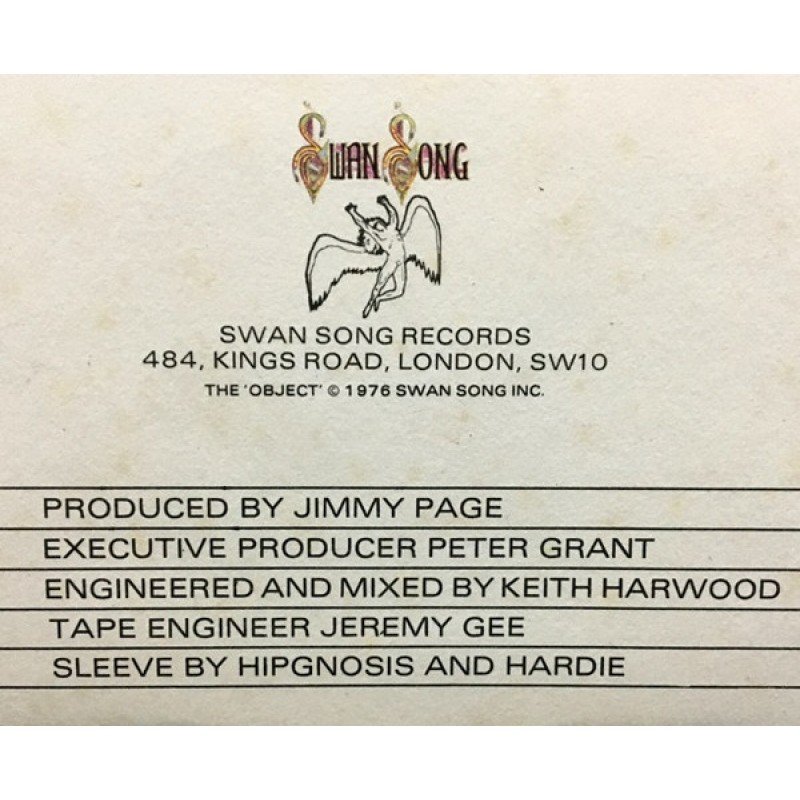 SWAN SONG
SWAN SONG RECORDS
484, KINGS ROAD, LONDON, SW10
THE 'OBJECT' © 1976 SWAN SONG INC.
PRODUCED BY JIMMY PAGE
EXECUTIVE PRODUCER PETER GRANT
ENGINEERED AND MIXED BY KEITH HARWOOD
TAPE ENGINEER JEREMY GEE
SLEEVE BY HIPGNOSIS AND HARDIE